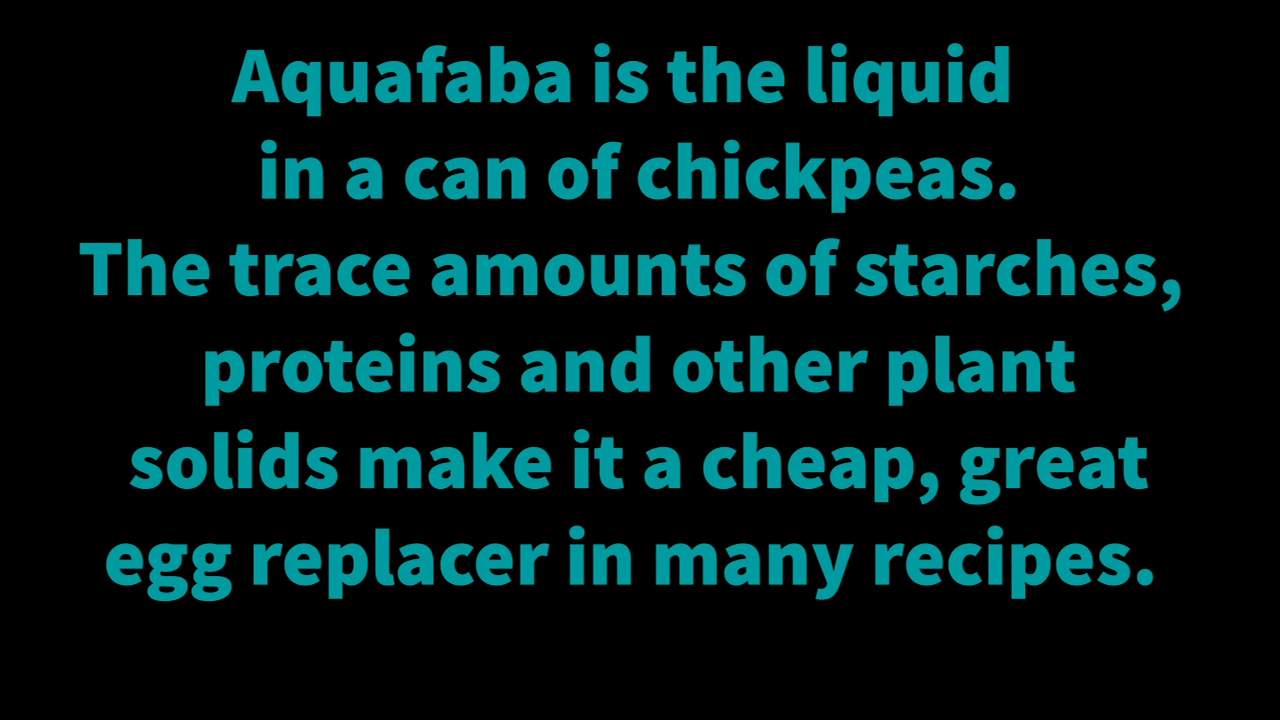 Aquafaba is the liquid
in a can of chickpeas.
The trace amounts of starches,
proteins and other plant
solids make it a cheap, great
egg replacer in many recipes.